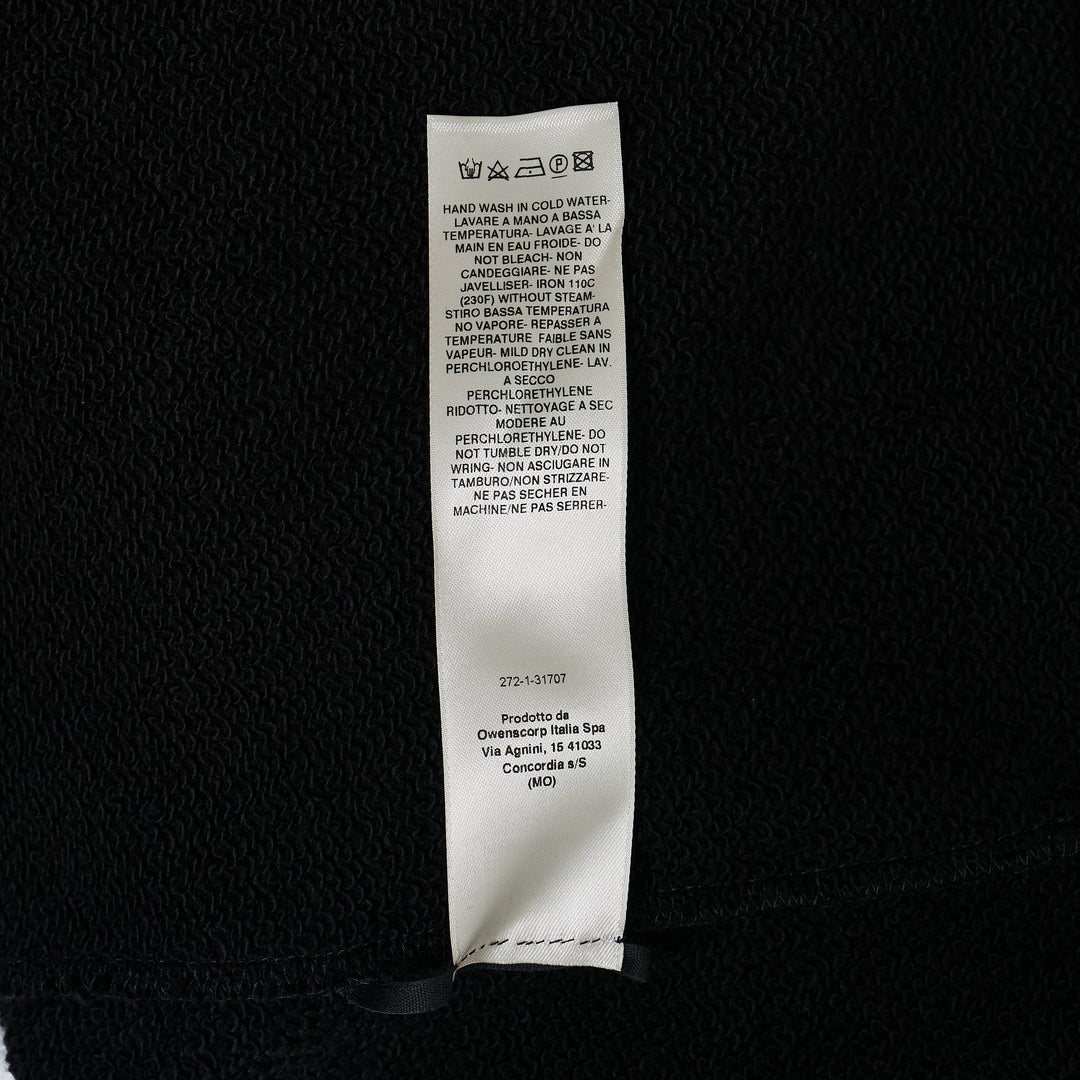 P
HAND WASH IN COLD WATER-
LAVARE A MANO A BASSA
TEMPERATURA- LAVAGE A' LA
MAIN EN EAU FROIDE- DO
NOT BLEACH- NON
CANDEGGIARE- NE PAS
JAVELLISER- IRON 110C
(230F) WITHOUT STEAM-
STIRO BASSA TEMPERATURA
NO VAPORE- REPASSER A
TEMPERATURE FAIBLE SANS
VAPEUR- MILD DRY CLEAN IN
PERCHLOROETHYLENE- LAV.
A SECCO
PERCHLORETHYLENE
RIDOTTO- NETTOYAGE A SEC
MODERE AU
PERCHLORETHYLENE- DO
NOT TUMBLE DRY/DO NOT
WRING- NON ASCIUGARE IN
TAMBURO/NON STRIZZARE-
NE PAS SECHER EN
MACHINE/NE PAS SERRER-
272-1-31707
Prodotto da
Owenscorp Italia Spa
Via Agnini, 15 41033
Concordia s/S
(MO)